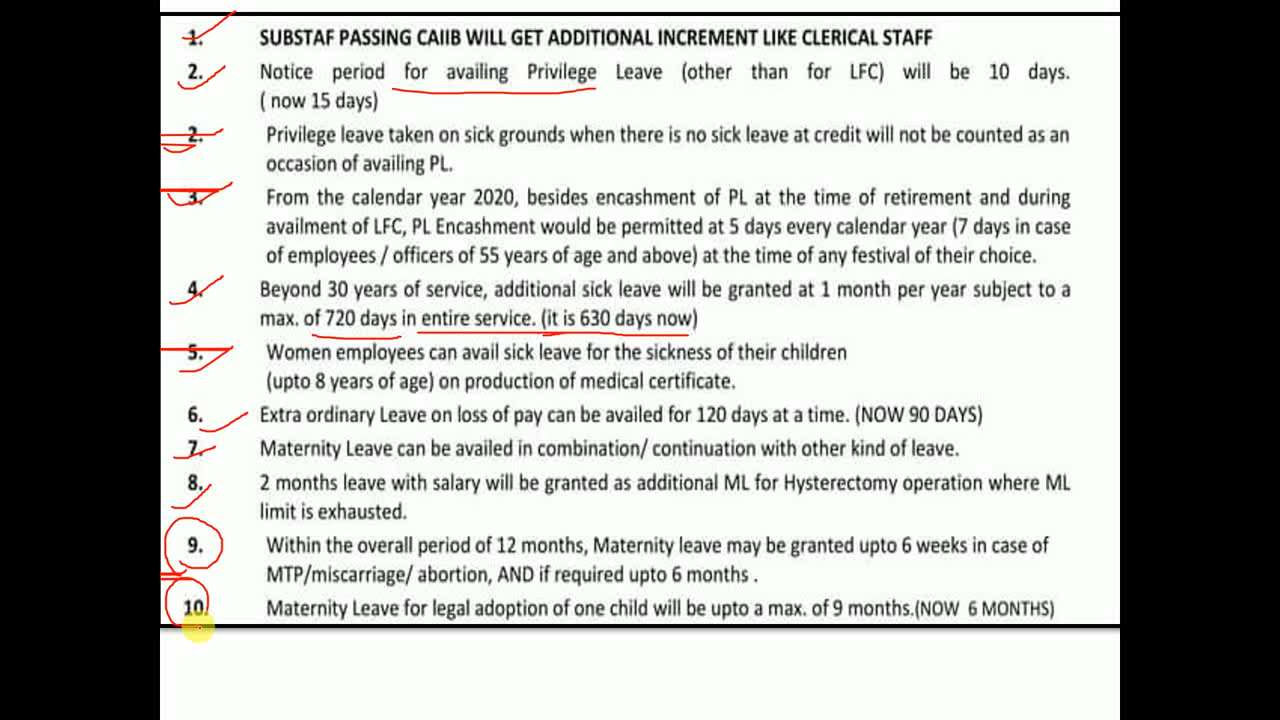 1. SUBSTAF PASSING CAIIB WILL GET ADDITIONAL INCREMENT LIKE CLERICAL STAFF
2. Notice period for availing Privilege Leave (other than for LFC) will be 10 days.
( now 15 days)
2. Privilege leave taken on sick grounds when there is no sick leave at credit will not be counted as an
occasion of availing PL.
3. From the calendar year 2020, besides encashment of PL at the time of retirement and during
availment of LFC, PL Encashment would be permitted at 5 days every calendar year (7 days in case
of employees / officers of 55 years of age and above) at the time of any festival of their choice.
4. Beyond 30 years of service, additional sick leave will be granted at 1 month per year subject to a
max. of 720 days in entire service. (it is 630 days now)
5. Women employees can avail sick leave for the sickness of their children
(upto 8 years of age) on production of medical certificate.
6. Extra ordinary Leave on loss of pay can be availed for 120 days at a time. (NOW 90 DAYS)
7. Maternity Leave can be availed in combination/ continuation with other kind of leave.
8. 2 months leave with salary will be granted as additional ML for Hysterectomy operation where ML
limit is exhausted.
9. Within the overall period of 12 months, Maternity leave may be granted upto 6 weeks in case of
MTP/miscarriage/ abortion, AND if required upto 6 months .
10. Maternity Leave for legal adoption of one child will be upto a max. of 9 months.(NOW 6 MONTHS)